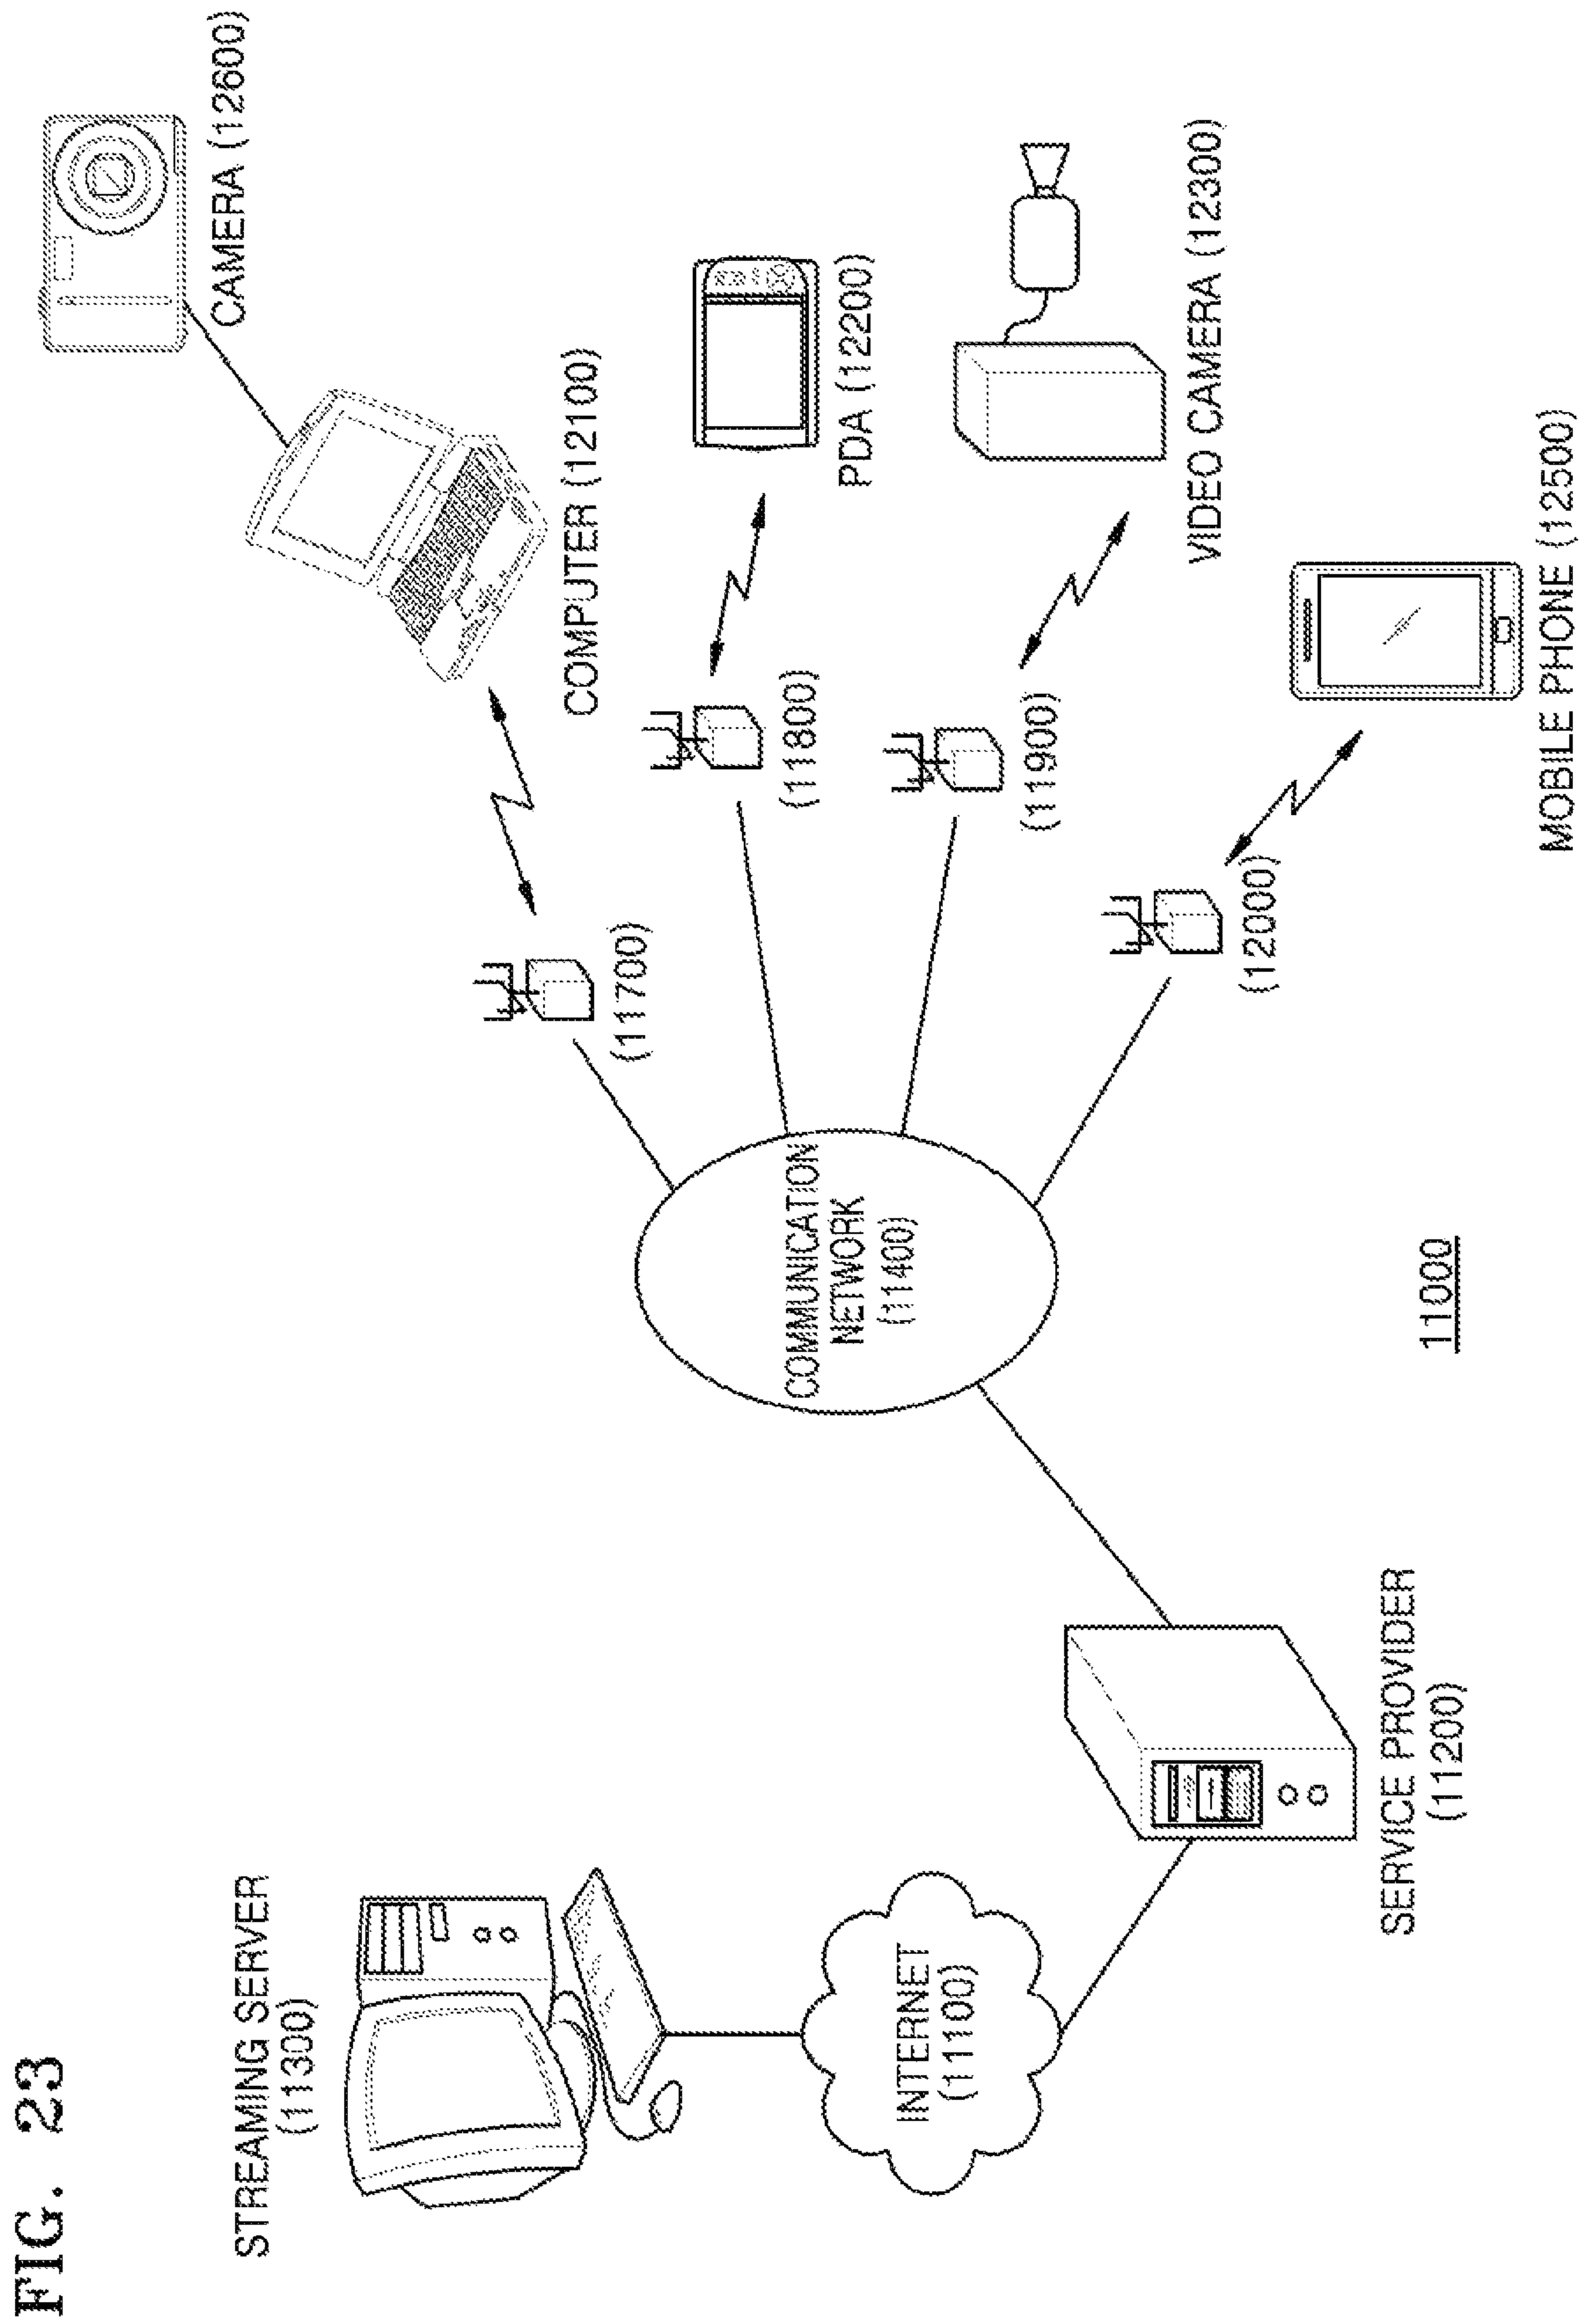 FIG. 23
STREAMING SERVER
(11300)
INTERNET
(11100)
SERVICE PROVIDER
(11200)
COMMUNICATION
NETWORK
(11400)
11000
(11700)
(11800)
(11900)
(12000)
CAMERA (12600)
COMPUTER (12100)
PDA (12200)
VIDEO CAMERA (12300)
MOBILE PHONE (12500)